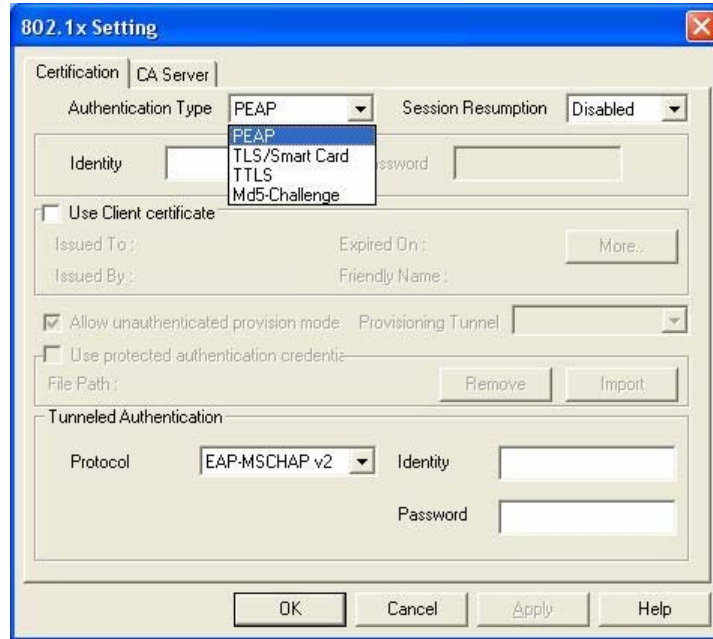 802.1x Setting
Certification
CA Server
Authentication Type
PEAP
Session Resumption
Disabled
PEAP
TLS/Smart Card
TTLS
Md5-Challenge
Identity
ssword
Use Client certificate
Issued To :
Expired On :
More..
Issued By :
Friendly Name :
Allow unauthenticated provision mode
Provisioning Tunnel
Use protected authentication credentia
File Path :
Remove
Import
Tunneled Authentication
Protocol
EAP-MSCHAP v2
Identity
Password
OK
Cancel
Apply
Help